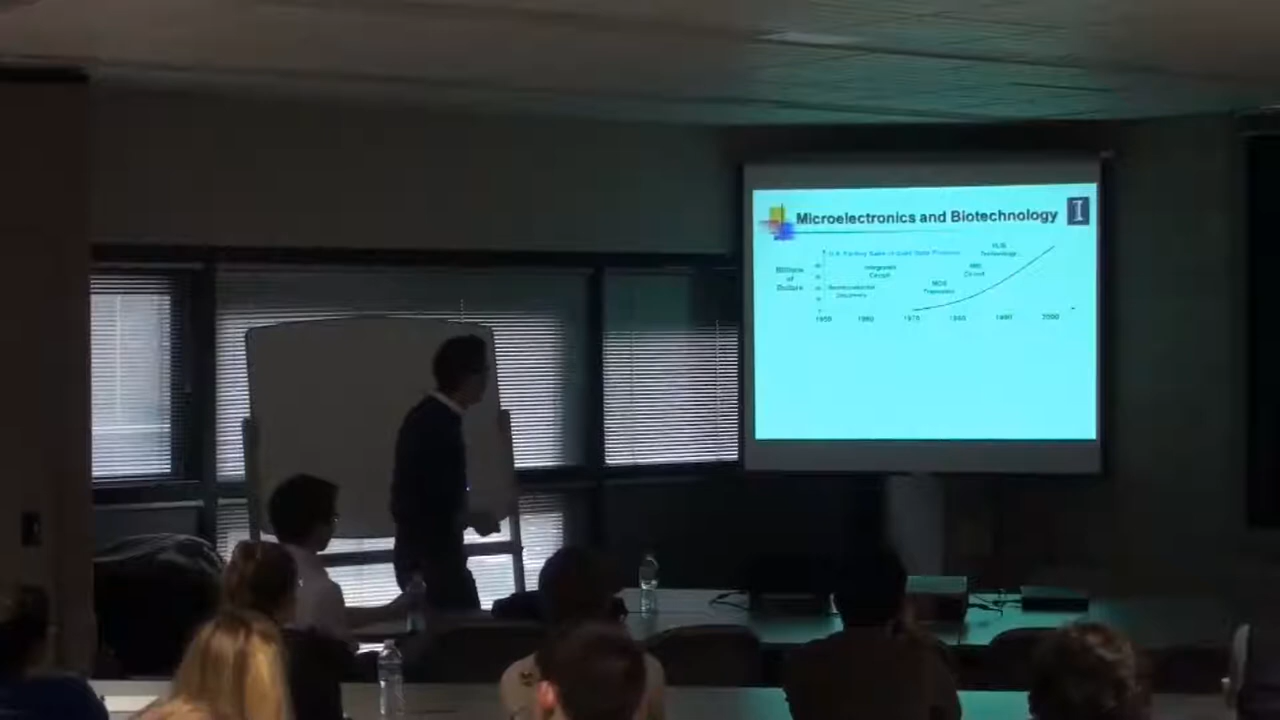 Microelectronics and Biotechnology
I
U.S. Factory Sales of Solid State Products
VLSI
Technology
Integrated
Circuit
MOS
Transistor
Billions
of
Dollars
Semiconductor
Discovery
Circuit
1950 1960 1970 1980 1990 2000